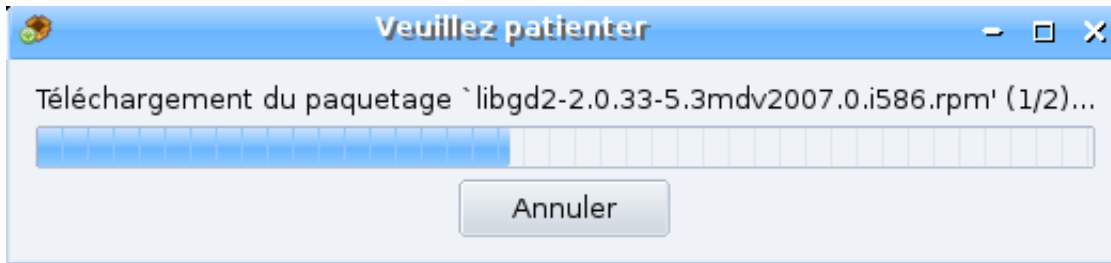 Veuillez patienter
Téléchargement du paquetage `libgd2-2.0.33-5.3mdv2007.0.i586.rpm' (1/2)...
Annuler